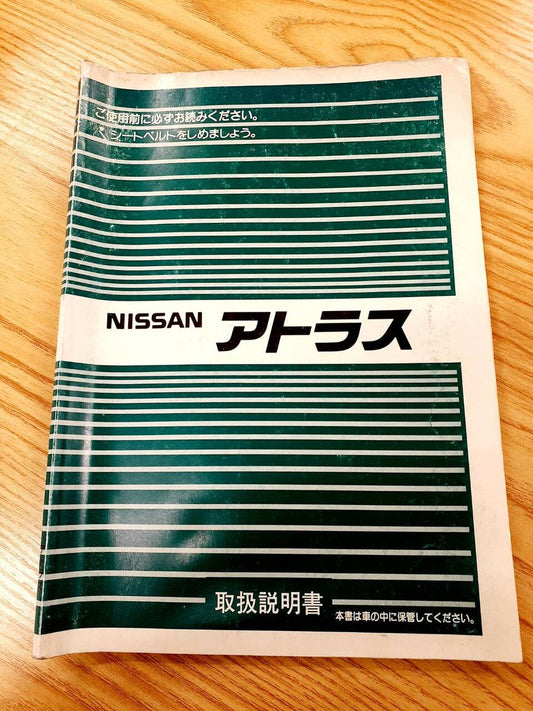 ご使用前に必ずお読みください。
シートベルトをしめましょう。
NISSAN アトラス
取扱説明書
本書は車の中に保管してください。